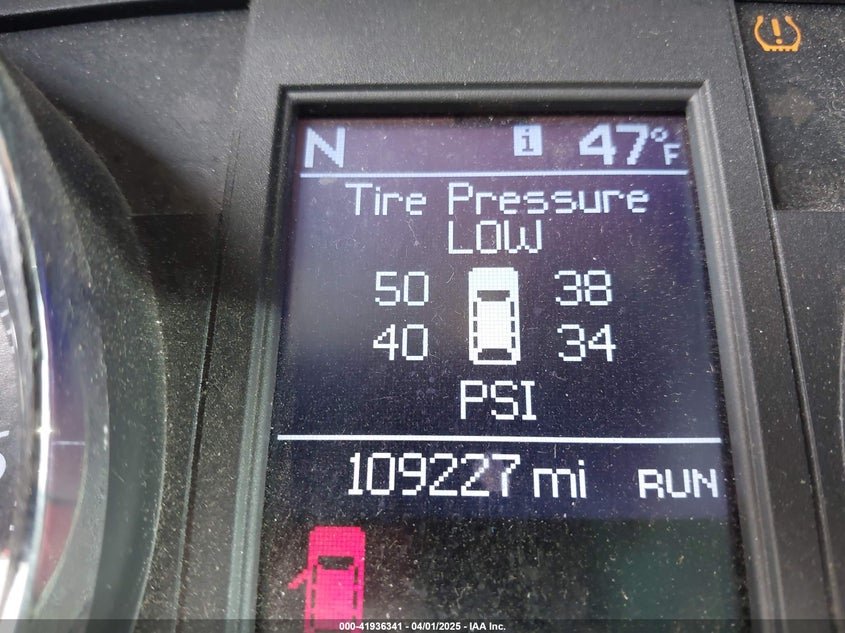 N i 47°F
Tire Pressure
LOW
50 38
40 34
PSI
109227 mi RUN
000-41936341 - 04/01/2025 - IAA Inc.